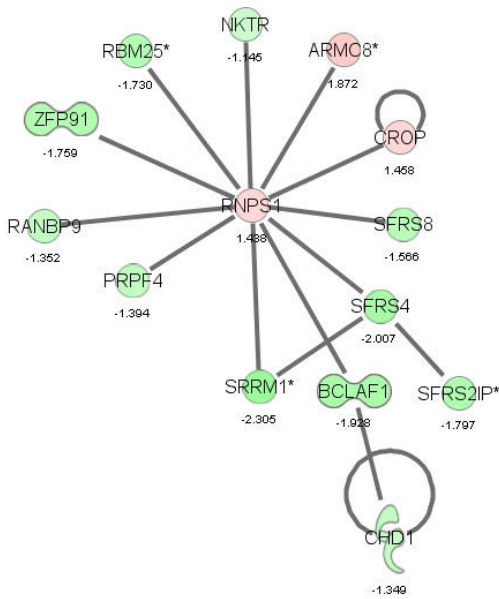 NKTR
-1.145
RBM25*
-1.730
ARMC8*
1.872
ZFP91
-1.759
CROP
1.458
RNPS1
1.438
RANBP9
-1.352
SFRS8
-1.566
PRPF4
-1.394
SFRS4
-2.007
SRRM1*
-2.305
BCLAF1
-1.928
SFRS2IP*
-1.797
CHD1
-1.349